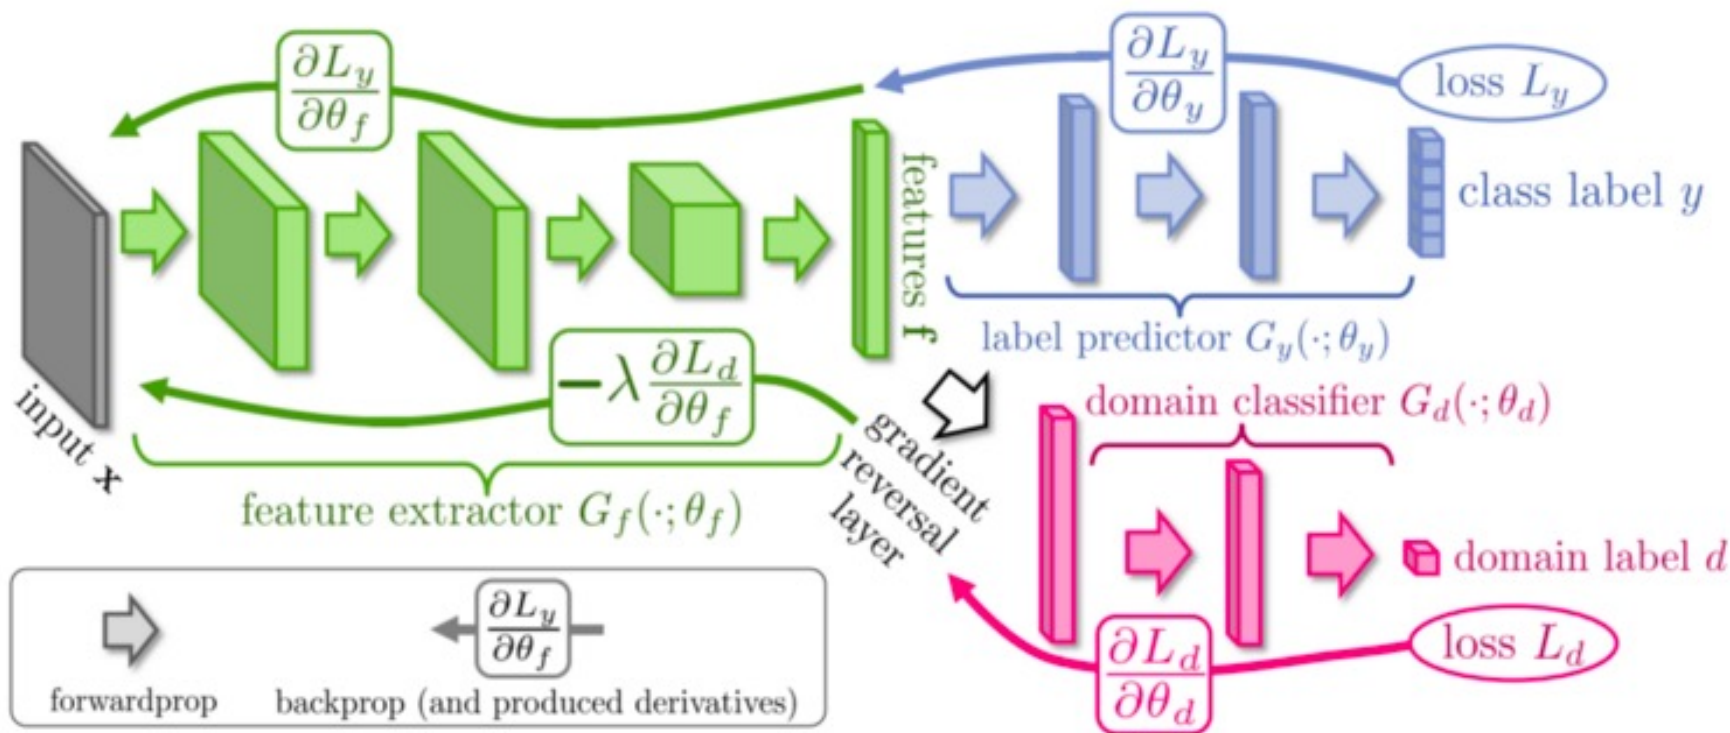 ∂L_y
∂θ_f
∂L_y
∂θ_y
loss L_y
features f
class label y
label predictor G_y(·;θ_y)
input x
−λ ∂L_d
∂θ_f
feature extractor G_f(·;θ_f)
gradient
reversal
layer
domain classifier G_d(·;θ_d)
domain label d
∂L_d
∂θ_d
loss L_d
∂L_y
∂θ_f
forwardprop
backprop (and produced derivatives)